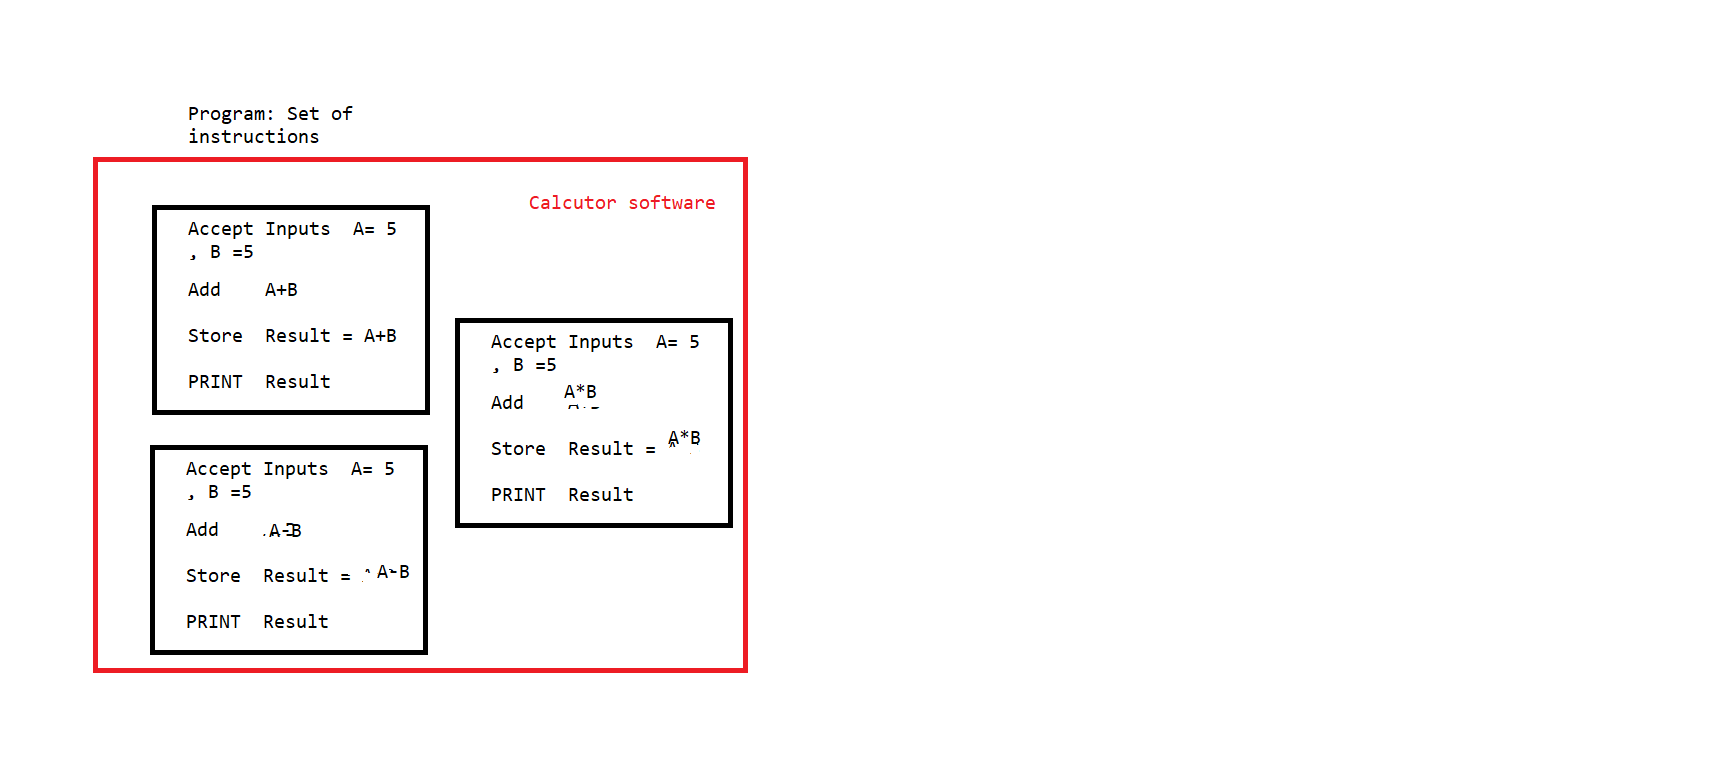 Program: Set of
instructions
Calcutor software
Accept Inputs  A= 5
, B =5
Add    A+B
Store  Result = A+B
PRINT  Result
Accept Inputs  A= 5
, B =5
Add    A*B
Store  Result = A*B
PRINT  Result
Accept Inputs  A= 5
, B =5
Add    A-B
Store  Result = A-B
PRINT  Result